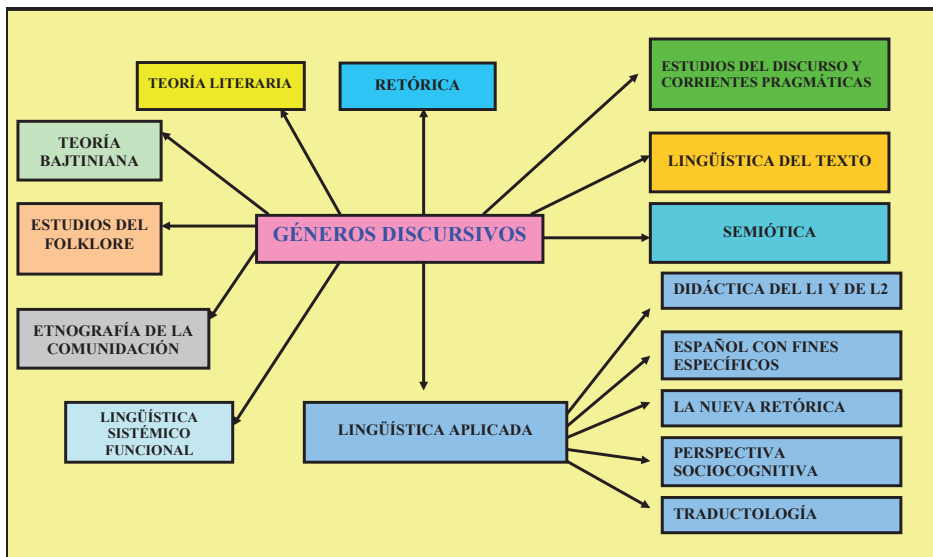 TEORÍA LITERARIA
RETÓRICA
ESTUDIOS DEL DISCURSO Y
CORRIENTES PRAGMÁTICAS
TEORÍA
BAJTINIANA
LINGÜÍSTICA DEL TEXTO
ESTUDIOS DEL
FOLKLORE
GÉNEROS DISCURSIVOS
SEMIÓTICA
ETNOGRAFÍA DE LA
COMUNIDACIÓN
DIDÁCTICA DEL L1 Y DE L2
ESPAÑOL CON FINES
ESPECÍFICOS
LINGÜÍSTICA
SISTÉMICO
FUNCIONAL
LINGÜÍSTICA APLICADA
LA NUEVA RETÓRICA
PERSPECTIVA
SOCIOCOGNITIVA
TRADUCTOLOGÍA